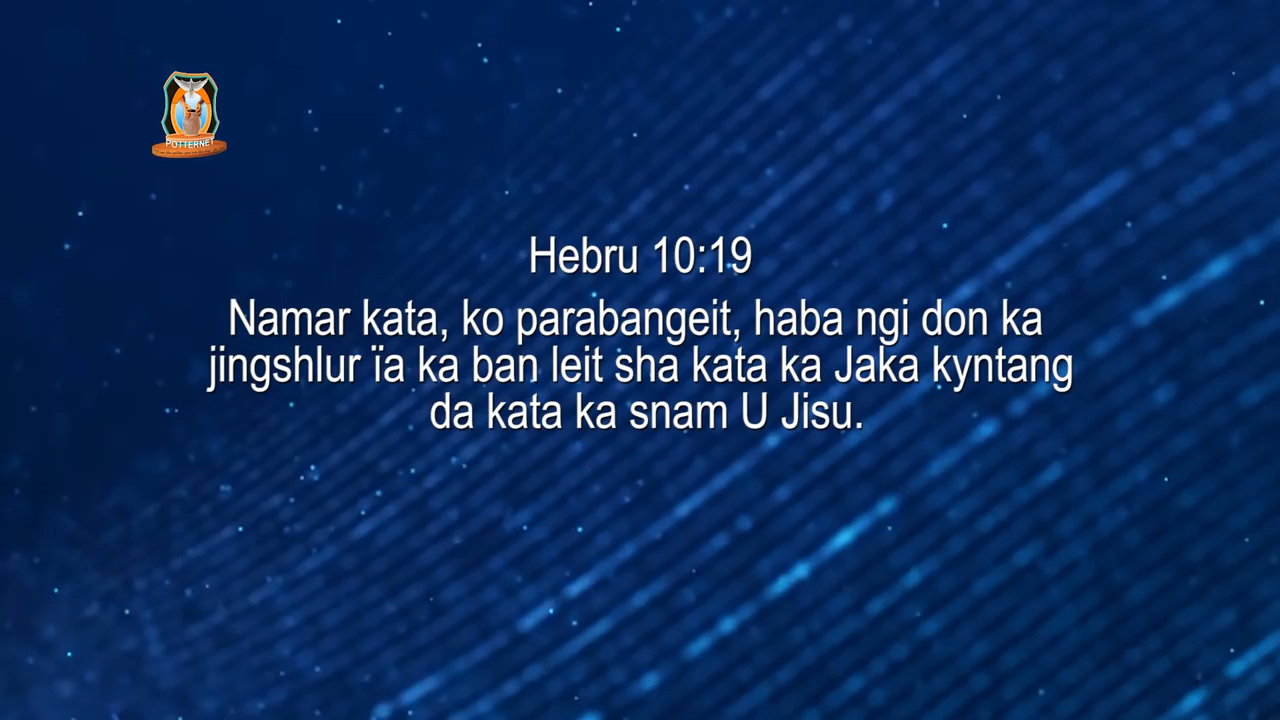 POTTERNET
Hebru 10:19
Namar kata, ko parabangeit, haba ngi don ka
jingshlur ïa ka ban leit sha kata ka Jaka kyntang
da kata ka snam U Jisu.